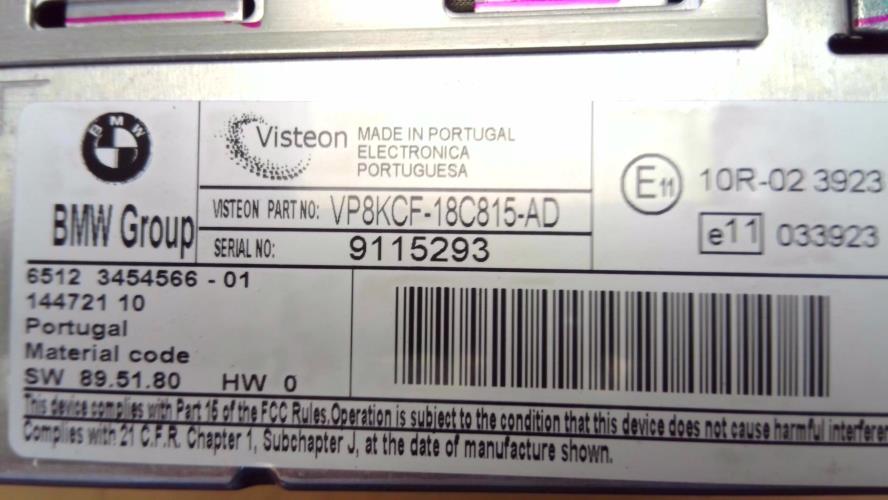 BMW
BMW Group
Visteon
MADE IN PORTUGAL
ELECTRONICA
PORTUGUESA
VISTEON PART NO: VP8KCF-18C815-AD
SERIAL NO: 9115293
E11 10R-02 3923
e11 033923
6512 3454566 - 01
144721 10
Portugal
Material code
SW 89.51.80 HW 0
This device complies with Part 15 of the FCC Rules.Operation is subject to the condition that this device does not cause harmful
Complies with 21 C.F.R. Chapter 1, Subchapter J, at the date of manufacture shown.